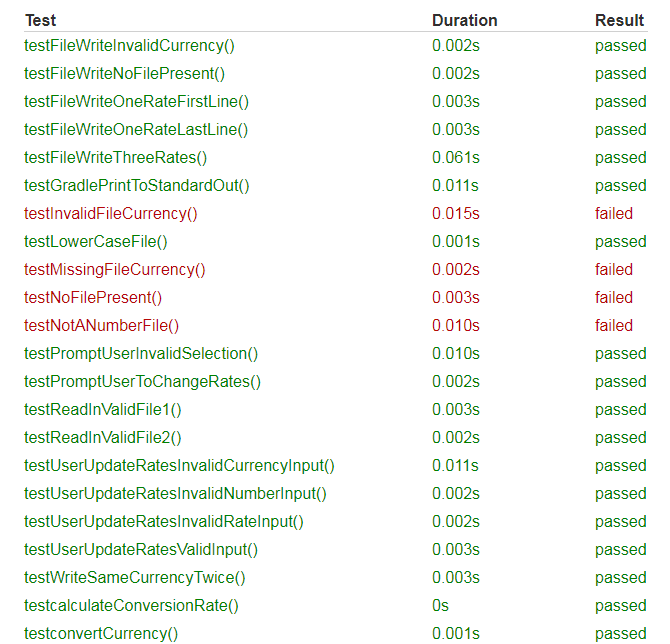 Test Duration Result
testFileWriteInvalidCurrency() 0.002s passed
testFileWriteNoFilePresent() 0.002s passed
testFileWriteOneRateFirstLine() 0.003s passed
testFileWriteOneRateLastLine() 0.003s passed
testFileWriteThreeRates() 0.061s passed
testGradlePrintToStandardOut() 0.011s passed
testInvalidFileCurrency() 0.015s failed
testLowerCaseFile() 0.001s passed
testMissingFileCurrency() 0.002s failed
testNoFilePresent() 0.003s failed
testNotANumberFile() 0.010s failed
testPromptUserInvalidSelection() 0.010s passed
testPromptUserToChangeRates() 0.002s passed
testReadInValidFile1() 0.003s passed
testReadInValidFile2() 0.002s passed
testUserUpdateRatesInvalidCurrencyInput() 0.011s passed
testUserUpdateRatesInvalidNumberInput() 0.002s passed
testUserUpdateRatesInvalidRateInput() 0.002s passed
testUserUpdateRatesValidInput() 0.003s passed
testWriteSameCurrencyTwice() 0.003s passed
testcalculateConversionRate() 0s passed
testconvertCurrency() 0.001s passed